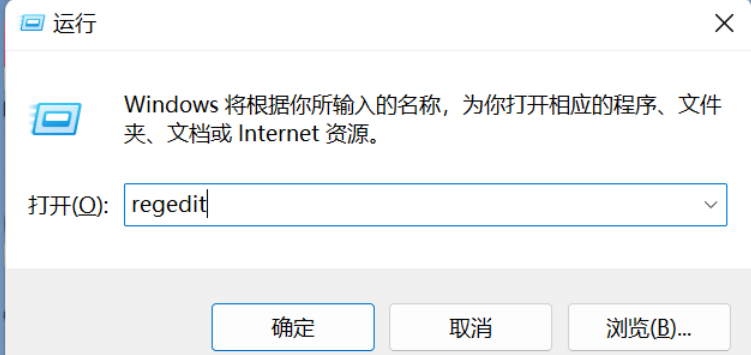 运行
Windows 将根据你所输入的名称，为你打开相应的程序、文件
夹、文档或 Internet 资源。
打开(O): regedit
确定 取消 浏览(B)...